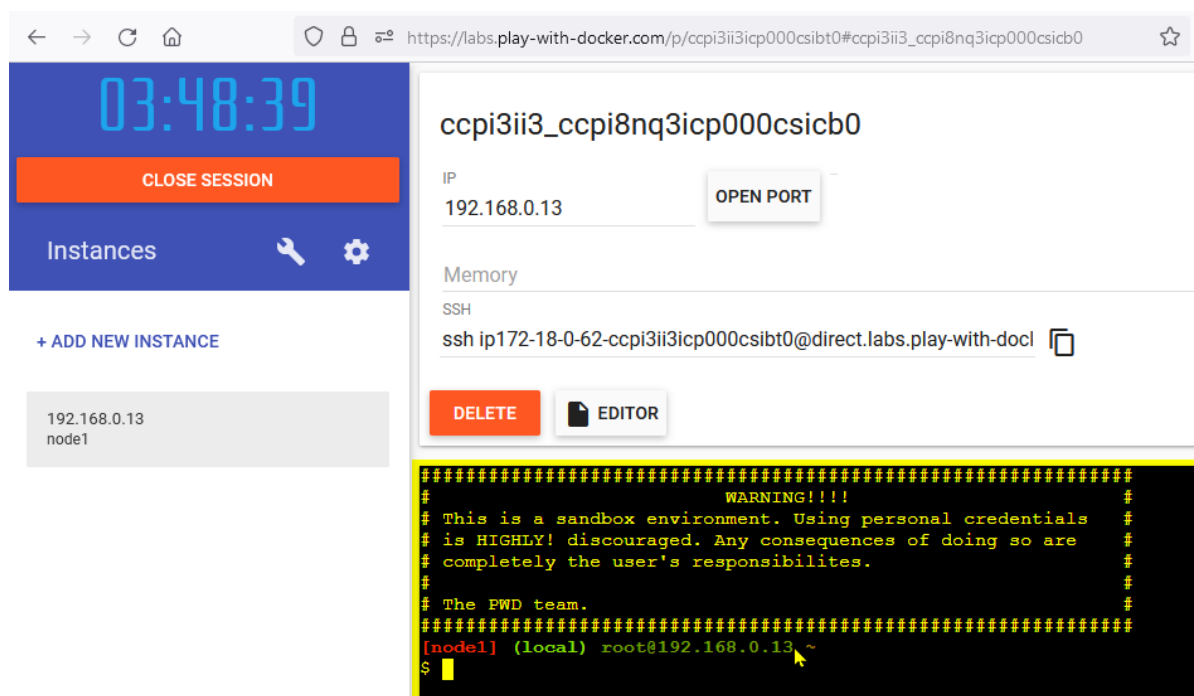 https://labs.play-with-docker.com/p/ccpi3ii3icp000csibt0#ccpi3ii3_ccpi8nq3icp000csicb0
03:48:39
CLOSE SESSION
Instances
+ ADD NEW INSTANCE
192.168.0.13
node1
ccpi3ii3_ccpi8nq3icp000csicb0
IP
192.168.0.13
OPEN PORT
Memory
SSH
ssh ip172-18-0-62-ccpi3ii3icp000csibt0@direct.labs.play-with-docl
DELETE
EDITOR
###############################################################
# WARNING!!!! #
# This is a sandbox environment. Using personal credentials #
# is HIGHLY! discouraged. Any consequences of doing so are #
# completely the user's responsibilites. #
# #
# The PWD team. #
###############################################################
[node1] (local) root@192.168.0.13 ~
$